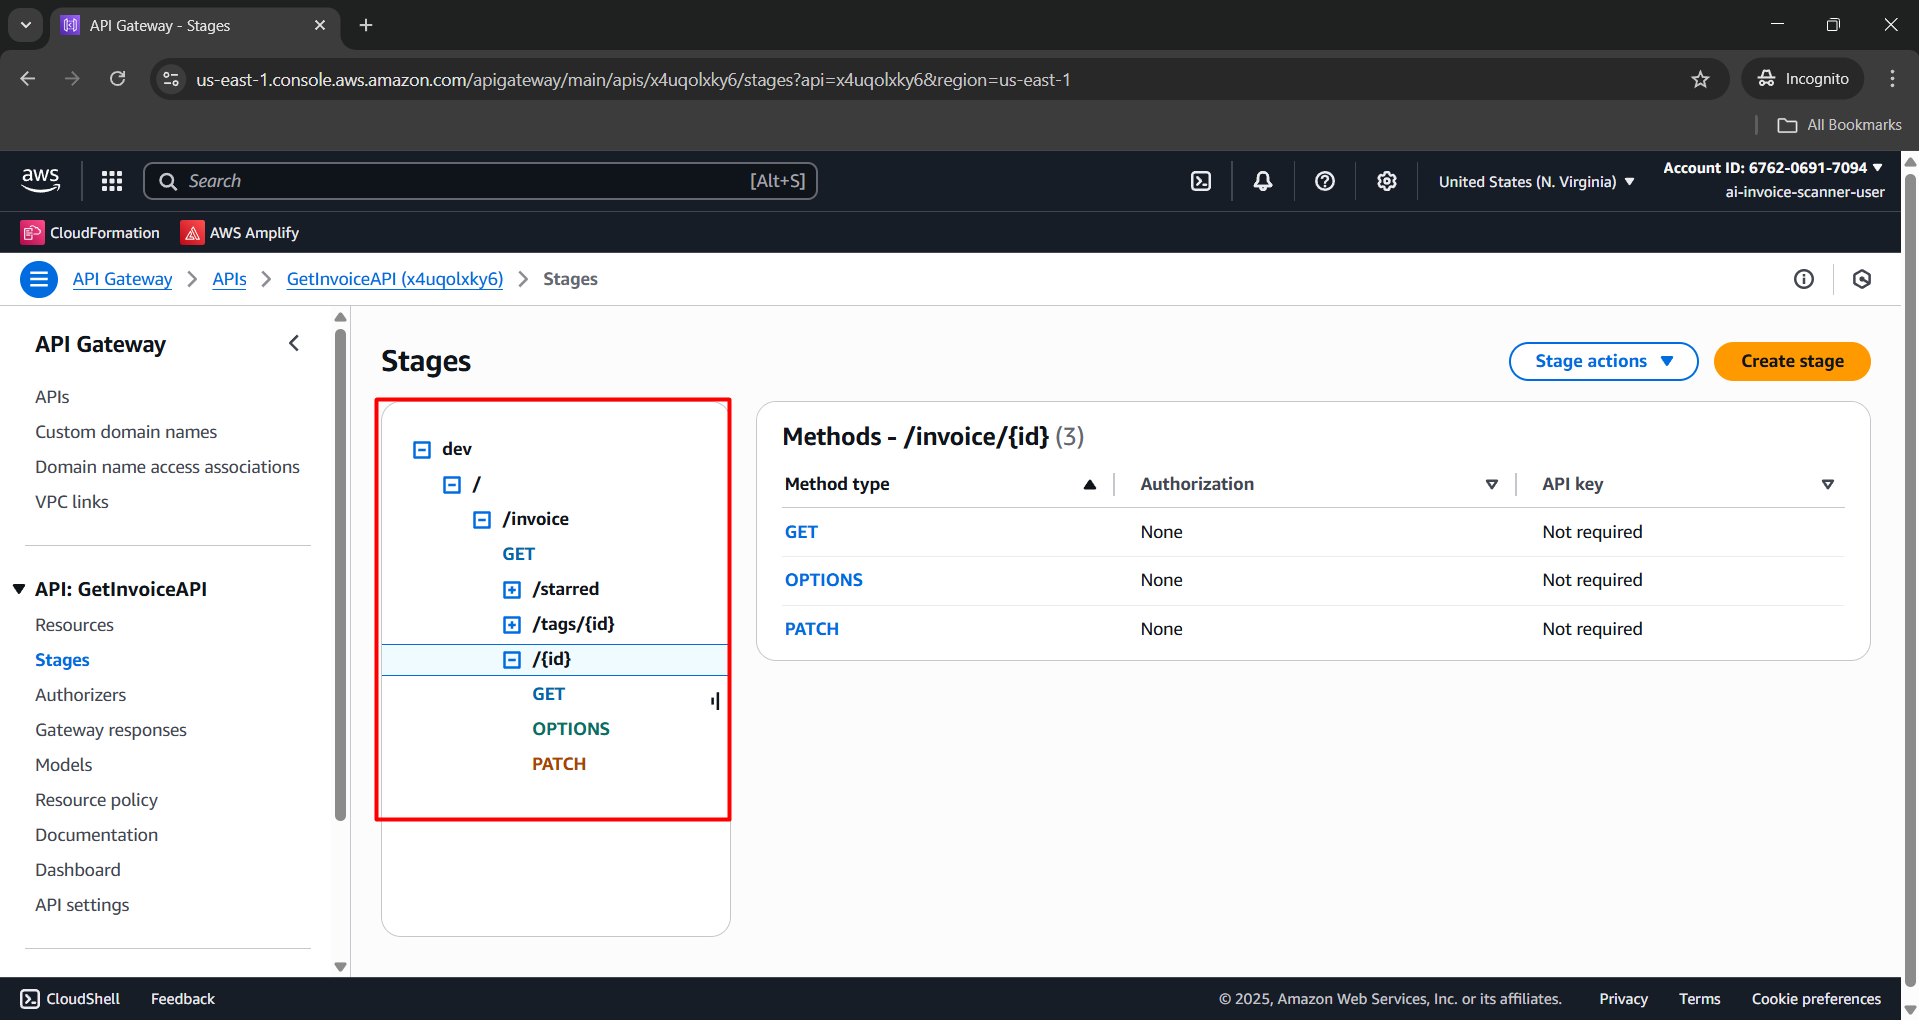 API Gateway - Stages
us-east-1.console.aws.amazon.com/apigateway/main/apis/x4uqolxky6/stages?api=x4uqolxky6&region=us-east-1
Incognito
All Bookmarks
aws
Search
[Alt+S]
United States (N. Virginia)
Account ID: 6762-0691-7094
ai-invoice-scanner-user
CloudFormation
AWS Amplify
API Gateway
APIs
GetInvoiceAPI (x4uqolxky6)
Stages
API Gateway
APIs
Custom domain names
Domain name access associations
VPC links
API: GetInvoiceAPI
Resources
Stages
Authorizers
Gateway responses
Models
Resource policy
Documentation
Dashboard
API settings
Stages
Stage actions
Create stage
dev
/
/invoice
GET
/starred
/tags/{id}
/{id}
GET
OPTIONS
PATCH
Methods - /invoice/{id} (3)
Method type Authorization API key
GET None Not required
OPTIONS None Not required
PATCH None Not required
CloudShell
Feedback
© 2025, Amazon Web Services, Inc. or its affiliates.
Privacy
Terms
Cookie preferences